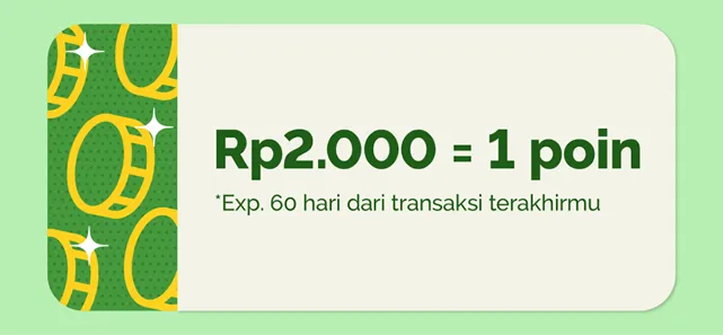 Rp2.000 = 1 poin
*Exp. 60 hari dari transaksi terakhirmu